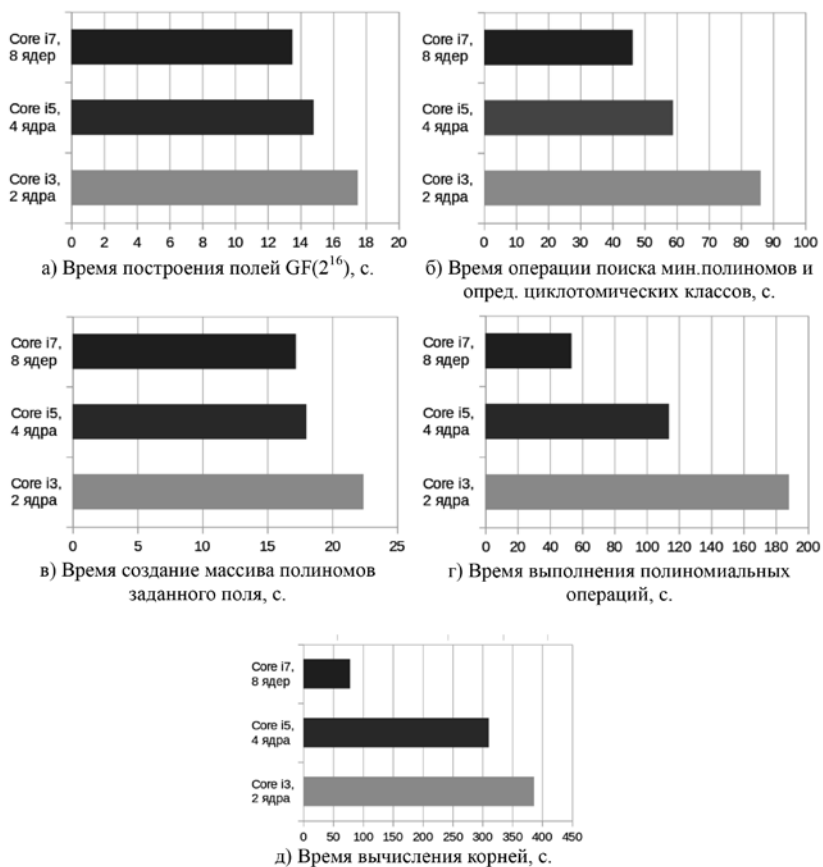 Core i7,
8 ядер
Core i5,
4 ядра
Core i3,
2 ядра
0 2 4 6 8 10 12 14 16 18 20
а) Время построения полей GF(2^16), с.
Core i7,
8 ядер
Core i5,
4 ядра
Core i3,
2 ядра
0 10 20 30 40 50 60 70 80 90 100
б) Время операции поиска мин.полиномов и
опред. циклотомических классов, с.
Core i7,
8 ядер
Core i5,
4 ядра
Core i3,
2 ядра
0 5 10 15 20 25
в) Время создание массива полиномов
заданного поля, с.
Core i7,
8 ядер
Core i5,
4 ядра
Core i3,
2 ядра
0 20 40 60 80 100 120 140 160 180 200
г) Время выполнения полиномиальных
операций, с.
Core i7,
8 ядер
Core i5,
4 ядра
Core i3,
2 ядра
0 50 100 150 200 250 300 350 400 450
д) Время вычисления корней, с.